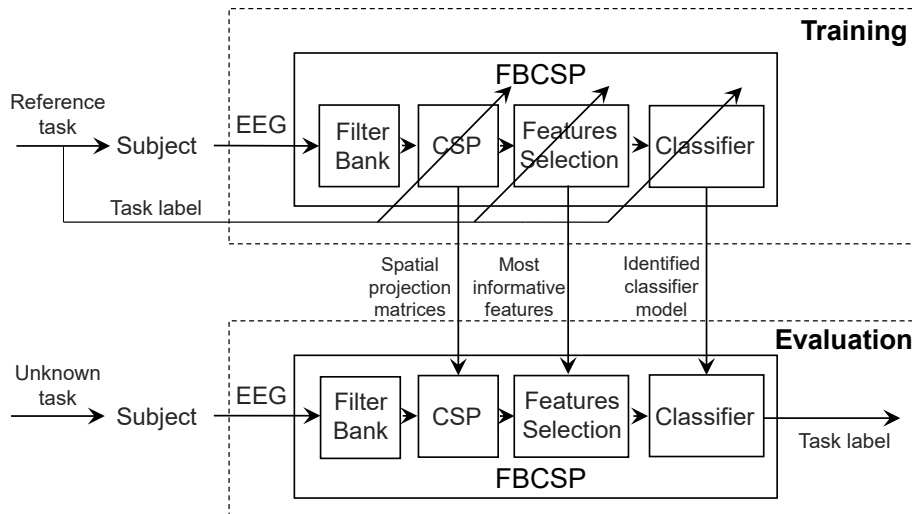 Training
FBCSP
Reference
task
Subject
EEG
Filter
Bank
CSP
Features
Selection
Classifier
Task label
Spatial
projection
matrices
Most
informative
features
Identified
classifier
model
Evaluation
Unknown
task
Subject
EEG
Filter
Bank
CSP
Features
Selection
Classifier
Task label
FBCSP